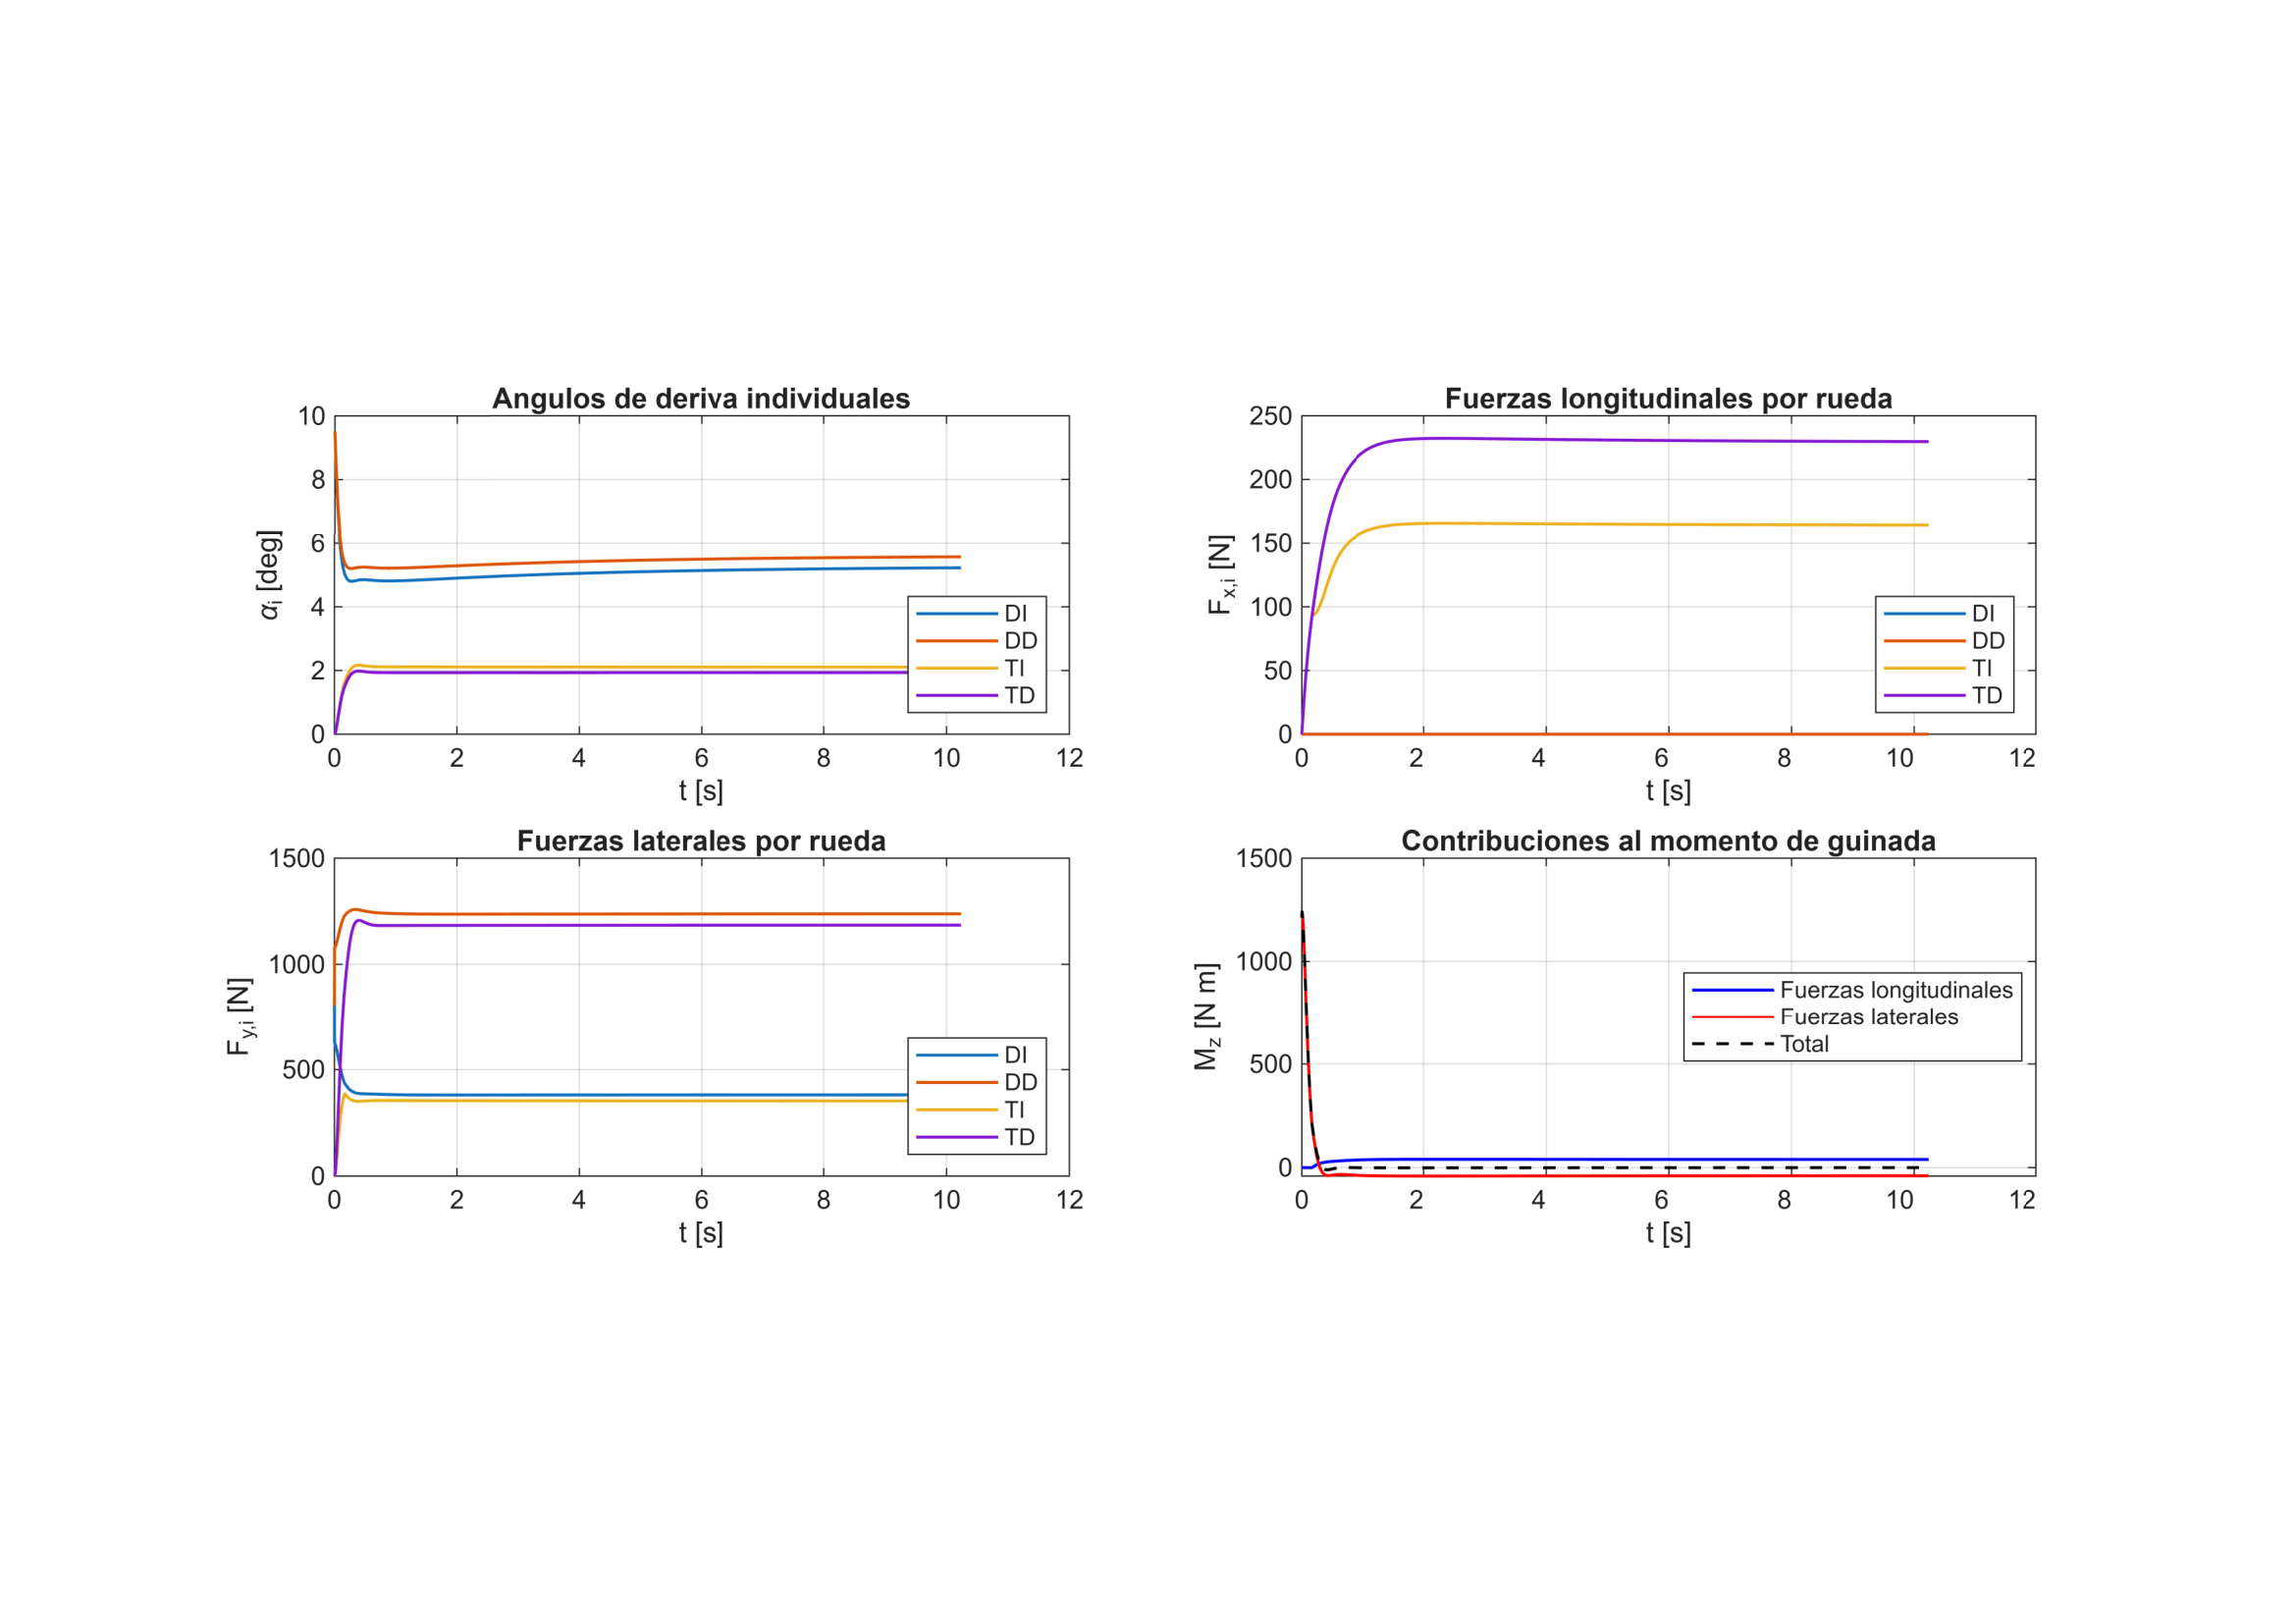 Angulos de deriva individuales
10
8
6
4
2
0
αi [deg]
DI
DD
TI
TD
0 2 4 6 8 10 12
t [s]
Fuerzas longitudinales por rueda
250
200
150
100
50
0
Fx,i [N]
DI
DD
TI
TD
0 2 4 6 8 10 12
t [s]
Fuerzas laterales por rueda
1500
1000
500
0
Fy,i [N]
DI
DD
TI
TD
0 2 4 6 8 10 12
t [s]
Contribuciones al momento de guinada
1500
1000
500
0
Mz [N m]
Fuerzas longitudinales
Fuerzas laterales
Total
0 2 4 6 8 10 12
t [s]